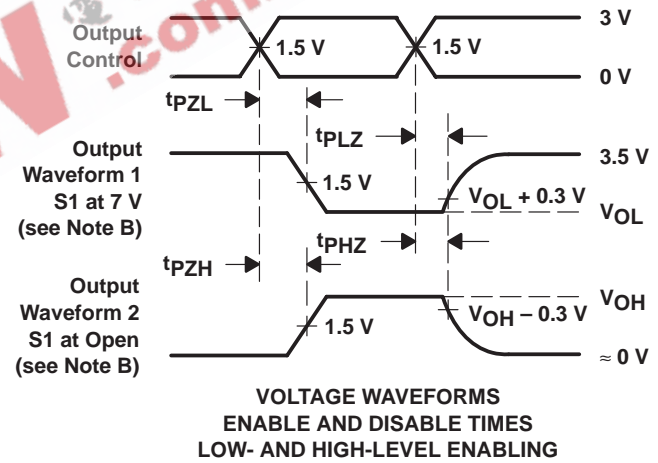 Output
Control
1.5 V
1.5 V
3 V
0 V
tPZL
tPLZ
Output
Waveform 1
S1 at 7 V
(see Note B)
1.5 V
3.5 V
VOL + 0.3 V
VOL
tPZH
tPHZ
Output
Waveform 2
S1 at Open
(see Note B)
1.5 V
VOH
VOH – 0.3 V
≈ 0 V
VOLTAGE WAVEFORMS
ENABLE AND DISABLE TIMES
LOW- AND HIGH-LEVEL ENABLING
.com